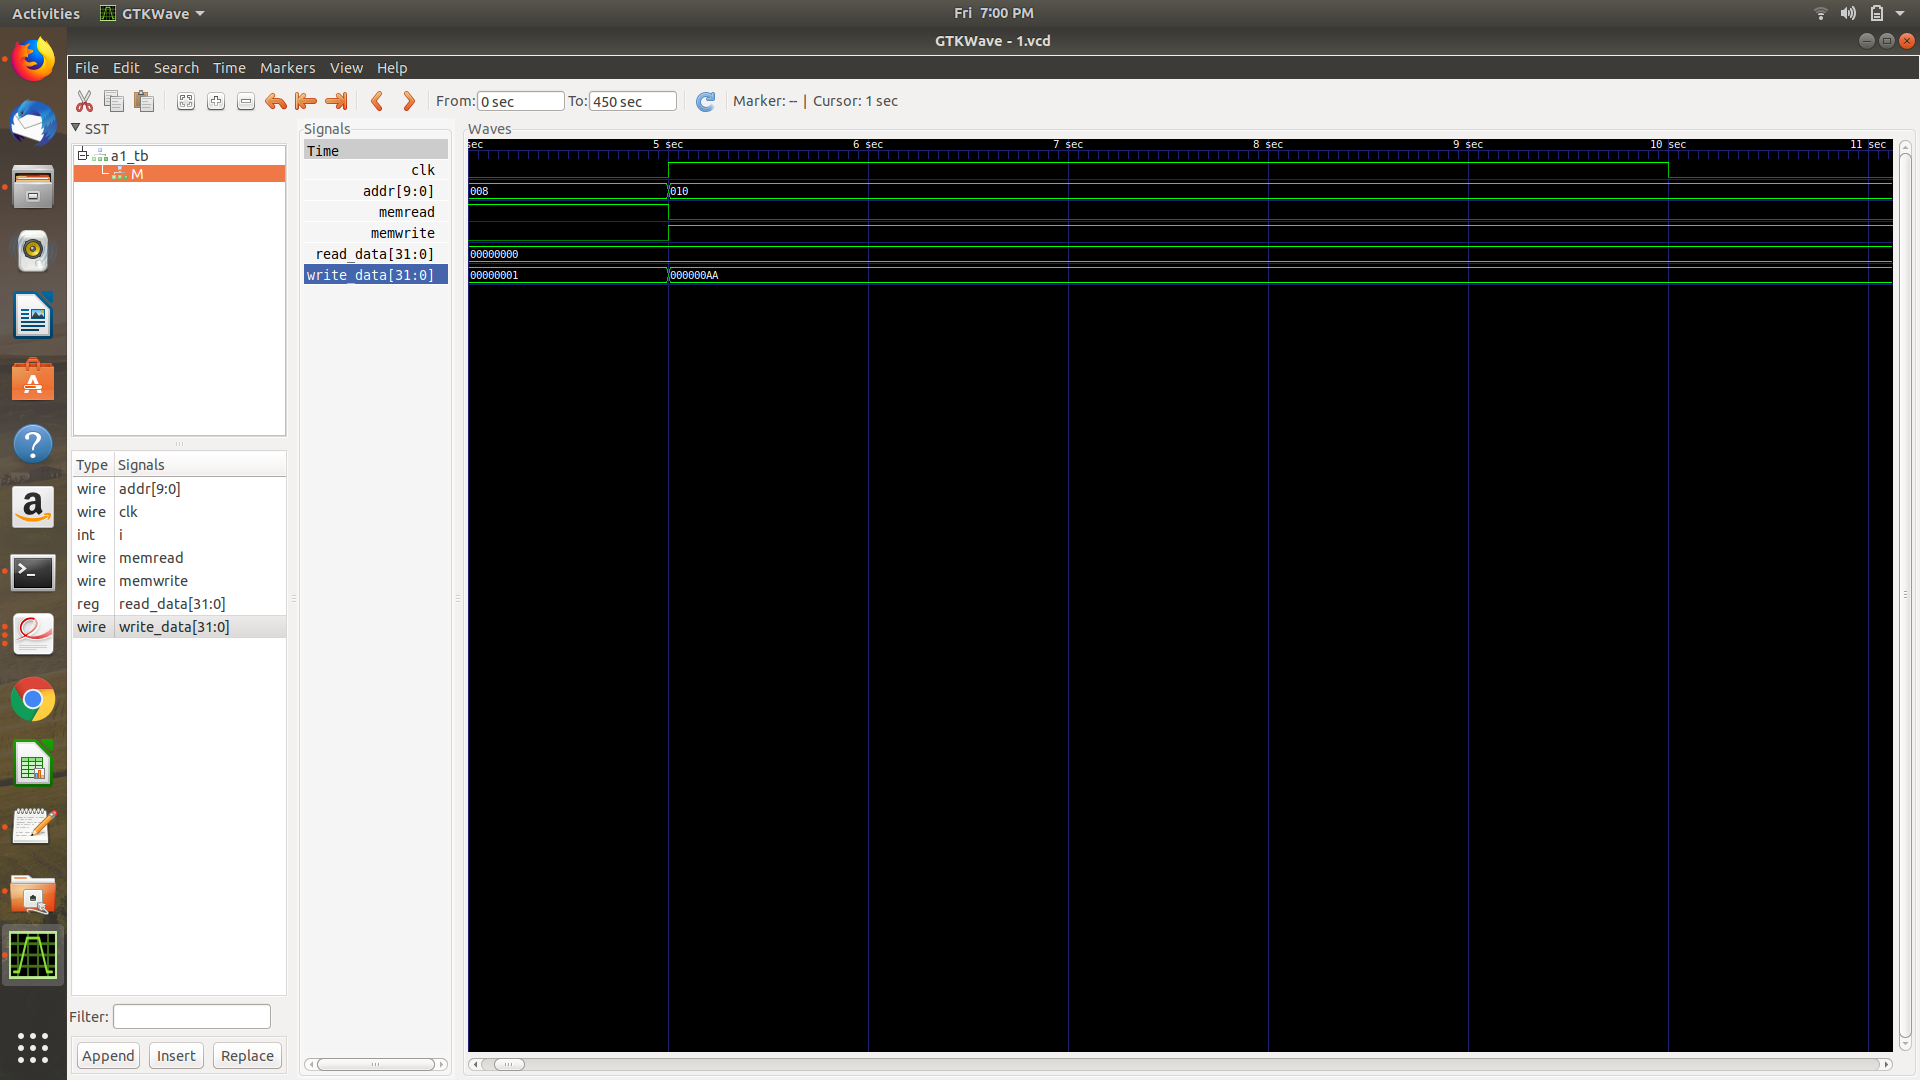 Activities GTKWave Fri 7:00 PM
GTKWave - 1.vcd
File Edit Search Time Markers View Help
From: 0 sec To: 450 sec Marker: -- | Cursor: 1 sec
SST
a1_tb
M
Type Signals
wire addr[9:0]
wire clk
int i
wire memread
wire memwrite
reg read_data[31:0]
wire write_data[31:0]
Filter:
Append Insert Replace
Signals
Time
clk
addr[9:0]
memread
memwrite
read_data[31:0]
write_data[31:0]
Waves
sec 5 sec 6 sec 7 sec 8 sec 9 sec 10 sec 11 sec
008 010
00000000
00000001 000000AA